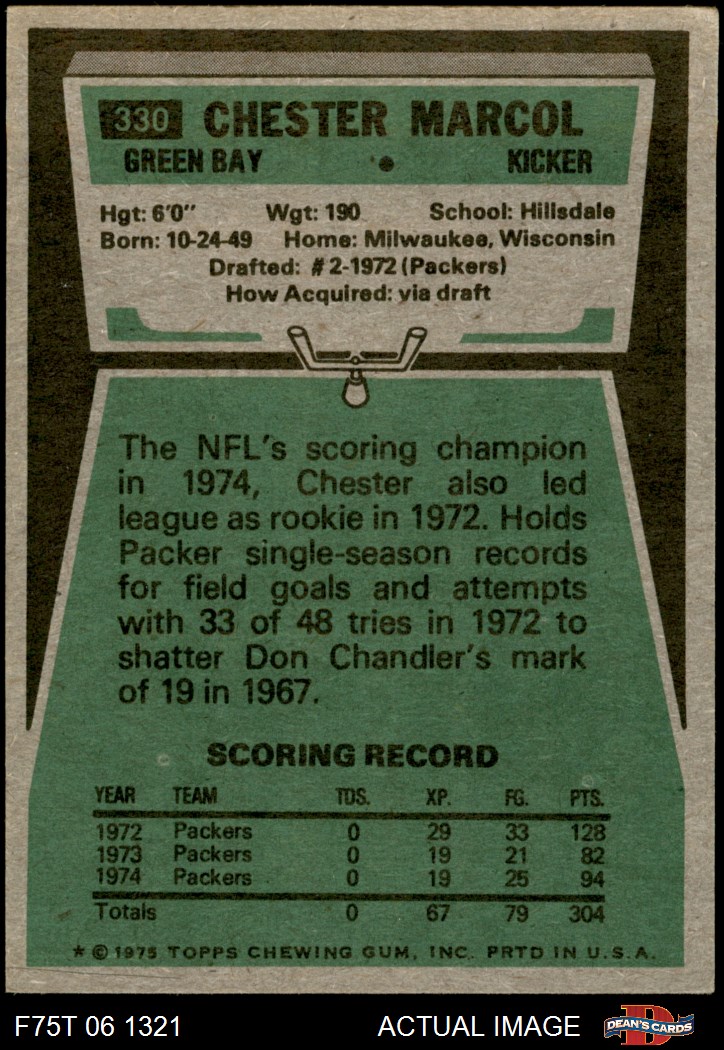 330 CHESTER MARCOL
GREEN BAY • KICKER
Hgt: 6'0" Wgt: 190 School: Hillsdale
Born: 10-24-49 Home: Milwaukee, Wisconsin
Drafted: #2-1972 (Packers)
How Acquired: via draft
The NFL's scoring champion
in 1974, Chester also led
league as rookie in 1972. Holds
Packer single-season records
for field goals and attempts
with 33 of 48 tries in 1972 to
shatter Don Chandler's mark
of 19 in 1967.
SCORING RECORD
YEAR TEAM TDS. XP. FG. PTS.
1972 Packers 0 29 33 128
1973 Packers 0 19 21 82
1974 Packers 0 19 25 94
Totals 0 67 79 304
* © 1975 TOPPS CHEWING GUM, INC. PRTD IN U.S.A.
F75T 06 1321 ACTUAL IMAGE D DEAN'S CARDS